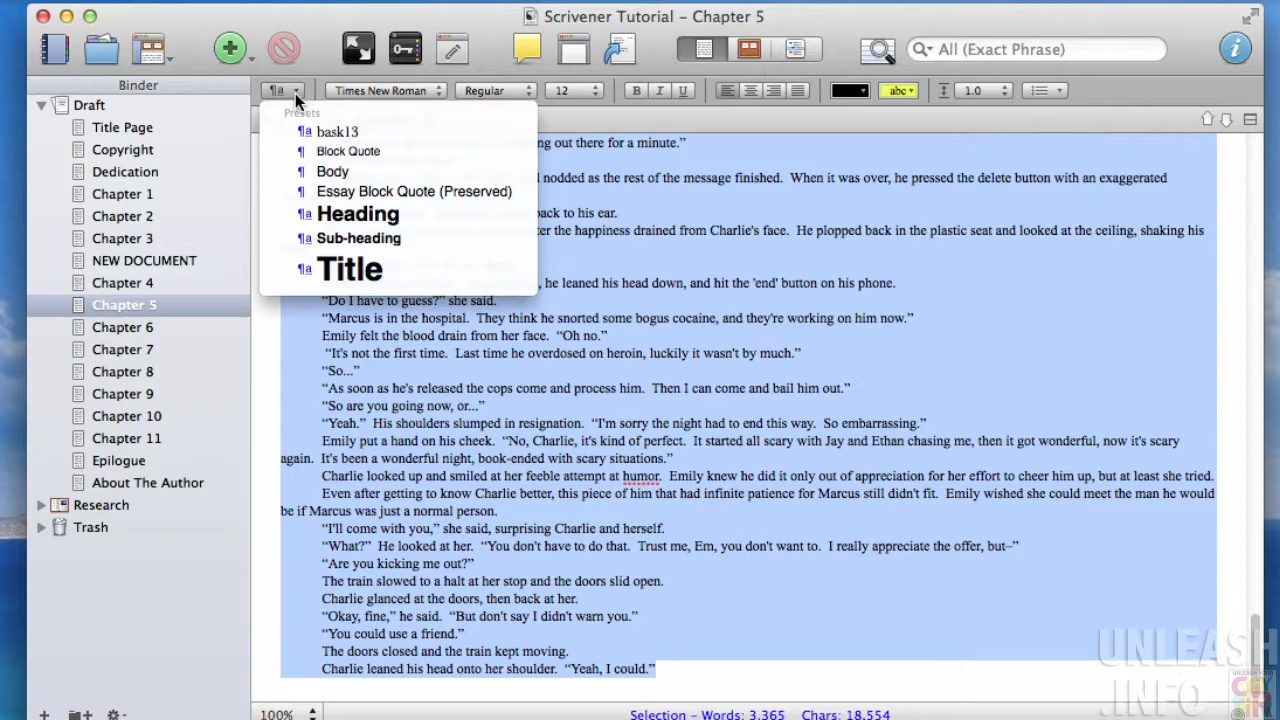 Scrivener Tutorial – Chapter 5
All (Exact Phrase)
Binder
¶a
Times New Roman
Regular
12
B I U
abc
1.0
Draft
Title Page
Copyright
Dedication
Chapter 1
Chapter 2
Chapter 3
NEW DOCUMENT
Chapter 4
Chapter 5
Chapter 6
Chapter 7
Chapter 8
Chapter 9
Chapter 10
Chapter 11
Epilogue
About The Author
Research
Trash
Presets
¶a bask13
¶ Block Quote
¶ Body
¶ Essay Block Quote (Preserved)
¶a Heading
¶a Sub-heading
¶a Title
out there for a minute.”
nodded as the rest of the message finished. When it was over, he pressed the delete button with an exaggerated
back to his ear.
the happiness drained from Charlie's face. He plopped back in the plastic seat and looked at the ceiling, shaking his
, he leaned his head down, and hit the 'end' button on his phone.
“Do I have to guess?” she said.
“Marcus is in the hospital. They think he snorted some bogus cocaine, and they're working on him now.”
Emily felt the blood drain from her face. “Oh no.”
“It's not the first time. Last time he overdosed on heroin, luckily it wasn't by much.”
“So...”
“As soon as he's released the cops come and process him. Then I can come and bail him out.”
“So are you going now, or...”
“Yeah.” His shoulders slumped in resignation. “I'm sorry the night had to end this way. So embarrassing.”
Emily put a hand on his cheek. “No, Charlie, it's kind of perfect. It started all scary with Jay and Ethan chasing me, then it got wonderful, now it's scary
again. It's been a wonderful night, book-ended with scary situations.”
Charlie looked up and smiled at her feeble attempt at humor. Emily knew he did it only out of appreciation for her effort to cheer him up, but at least she tried.
Even after getting to know Charlie better, this piece of him that had infinite patience for Marcus still didn't fit. Emily wished she could meet the man he would
be if Marcus was just a normal person.
“I'll come with you,” she said, surprising Charlie and herself.
“What?” He looked at her. “You don't have to do that. Trust me, Em, you don't want to. I really appreciate the offer, but–”
“Are you kicking me out?”
The train slowed to a halt at her stop and the doors slid open.
Charlie glanced at the doors, then back at her.
“Okay, fine,” he said. “But don't say I didn't warn you.”
“You could use a friend.”
The doors closed and the train kept moving.
Charlie leaned his head onto her shoulder. “Yeah, I could.”
100%
Selection – Words: 3,365 Chars: 18,554
UNLEASH
.INFO